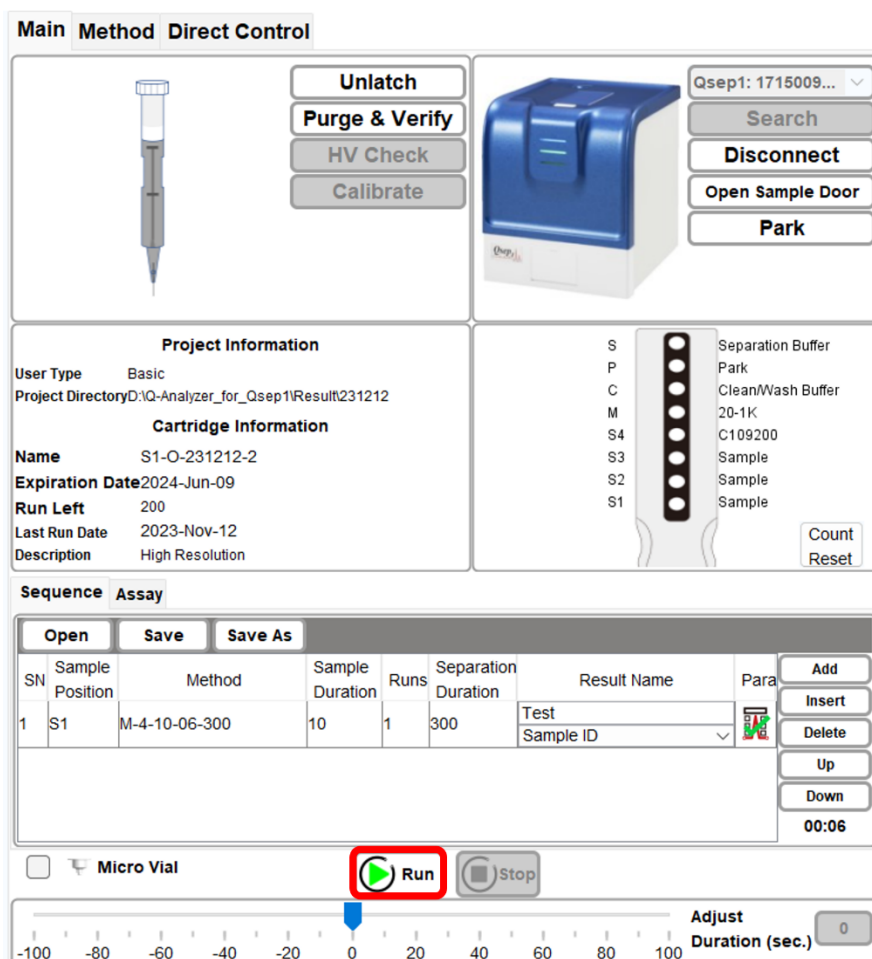 Main Method Direct Control
Unlatch
Purge & Verify
HV Check
Calibrate
Qsep1: 1715009...
Search
Disconnect
Open Sample Door
Park
Project Information
User Type Basic
Project Directory D:\Q-Analyzer_for_Qsep1\Result\231212
Cartridge Information
Name S1-O-231212-2
Expiration Date 2024-Jun-09
Run Left 200
Last Run Date 2023-Nov-12
Description High Resolution
S Separation Buffer
P Park
C Clean/Wash Buffer
M 20-1K
S4 C109200
S3 Sample
S2 Sample
S1 Sample
Count
Reset
Sequence Assay
Open Save Save As
SN Sample Position Method Sample Duration Runs Separation Duration Result Name Para
1 S1 M-4-10-06-300 10 1 300 Test
Sample ID
Add
Insert
Delete
Up
Down
00:06
Micro Vial
Run
Stop
-100 -80 -60 -40 -20 0 20 40 60 80 100
Adjust
Duration (sec.) 0